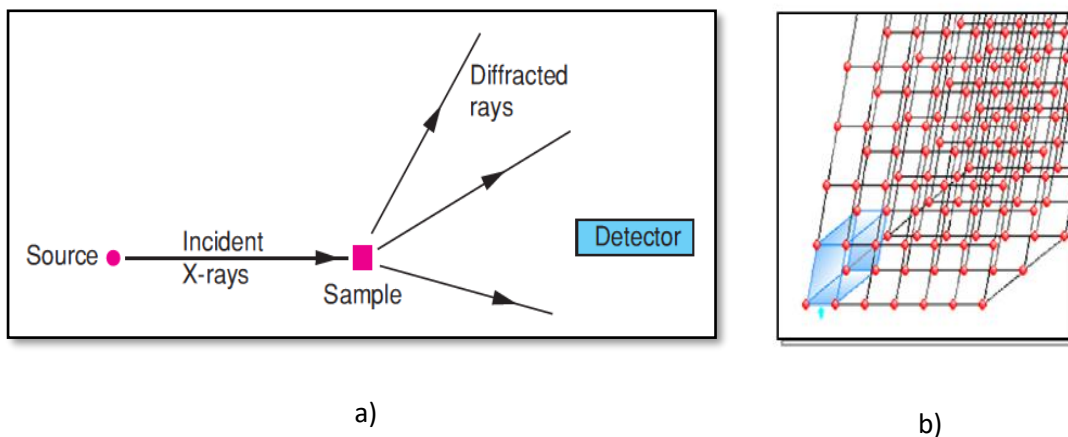 Diffracted
rays
Source
Incident
X-rays
Sample
Detector
a)
b)